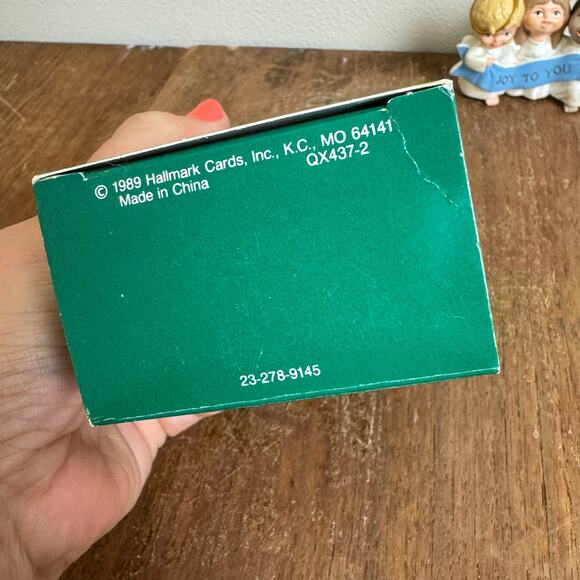 JOY TO YOU
© 1989 Hallmark Cards, Inc., K.C., MO 64141
Made in China QX437-2
23-278-9145